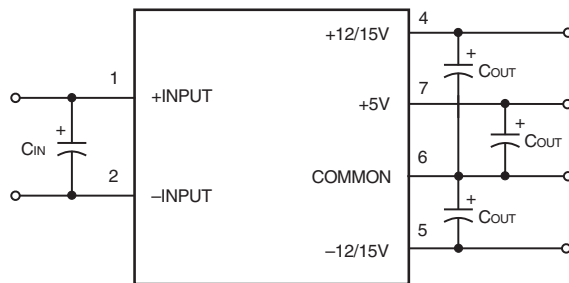 4
+12/15V
+
COUT
1
7
+INPUT
+5V
+
+
CIN
COUT
2
6
–INPUT
COMMON
+
COUT
5
–12/15V